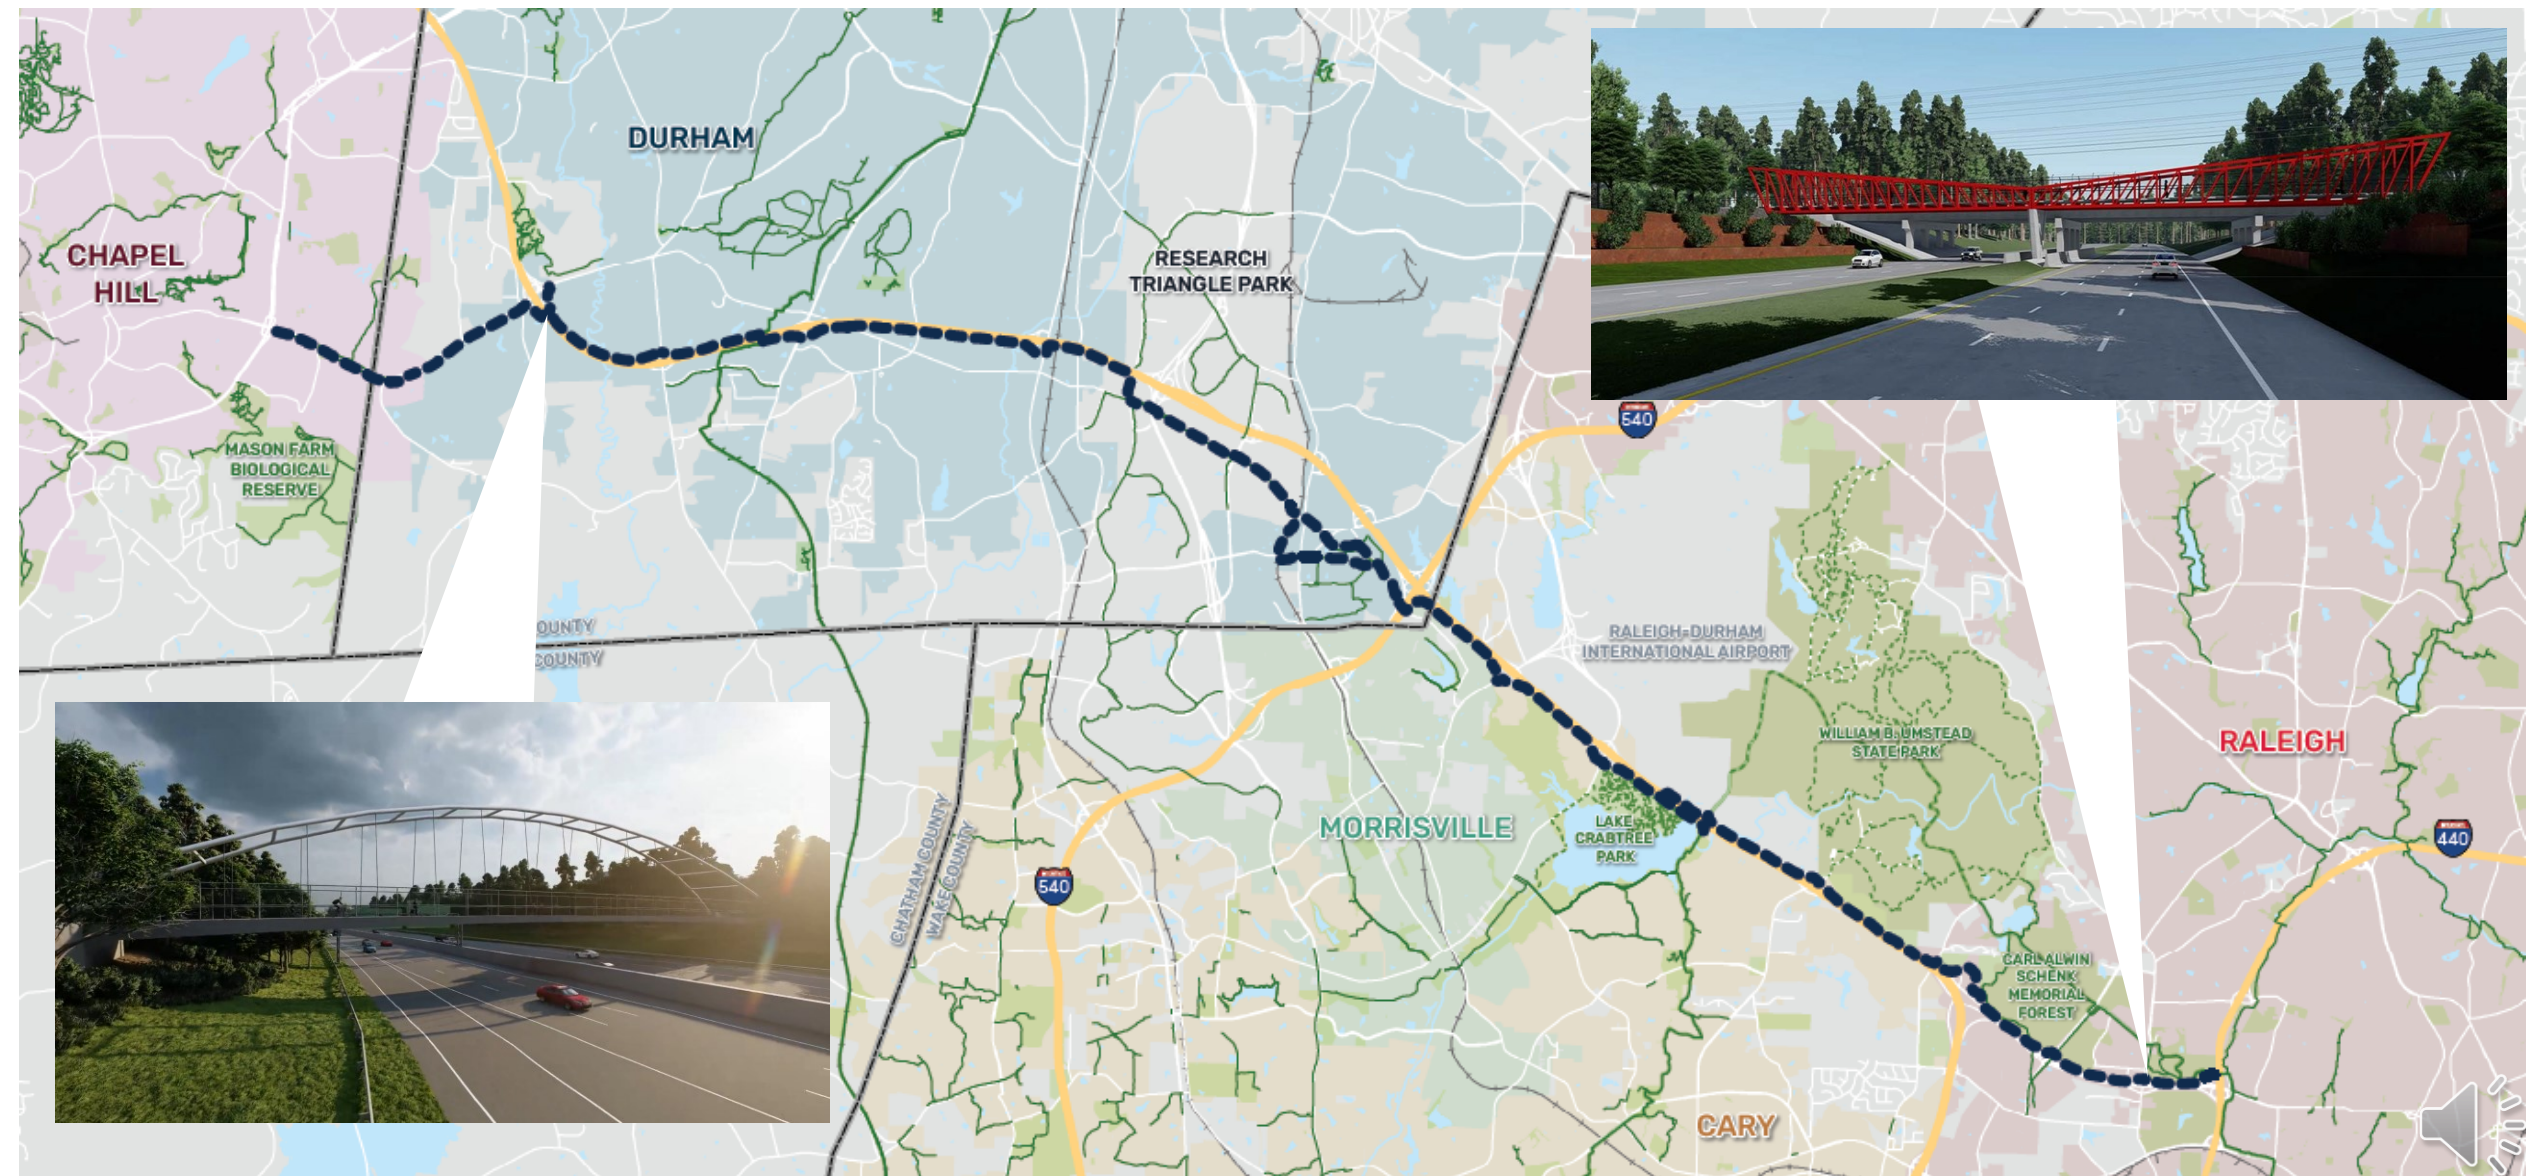 DURHAM
CHAPEL
HILL
RESEARCH
TRIANGLE PARK
540
MASON FARM
BIOLOGICAL
RESERVE
OUNTY
COUNTY
RALEIGH-DURHAM
INTERNATIONAL AIRPORT
WILLIAM B. UMSTEAD
STATE PARK
RALEIGH
MORRISVILLE
LAKE
CRABTREE
PARK
440
540
CHATHAM COUNTY
WAKE COUNTY
CARL ALWIN
SCHENK
MEMORIAL
FOREST
CARY